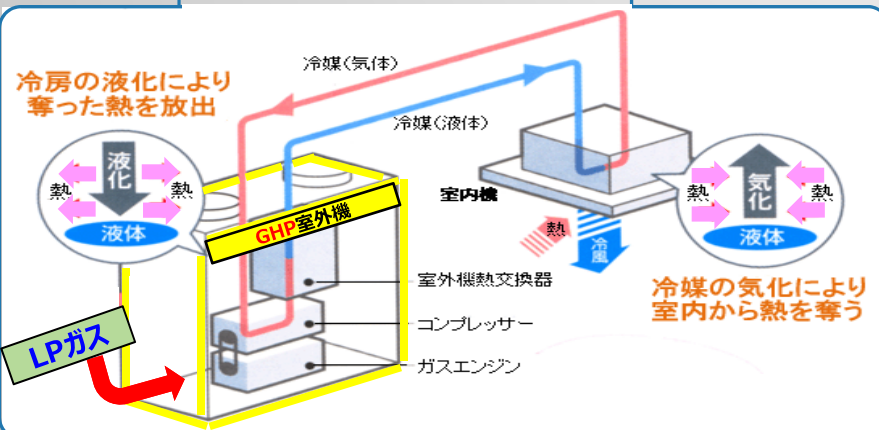 冷媒(気体)
冷房の液化により
奪った熱を放出
冷媒(液体)
液化
熱
熱
液体
室内機
GHP室外機
熱
冷風
気化
熱
熱
液体
室外機熱交換器
冷媒の気化により
室内から熱を奪う
コンプレッサー
LPガス
ガスエンジン